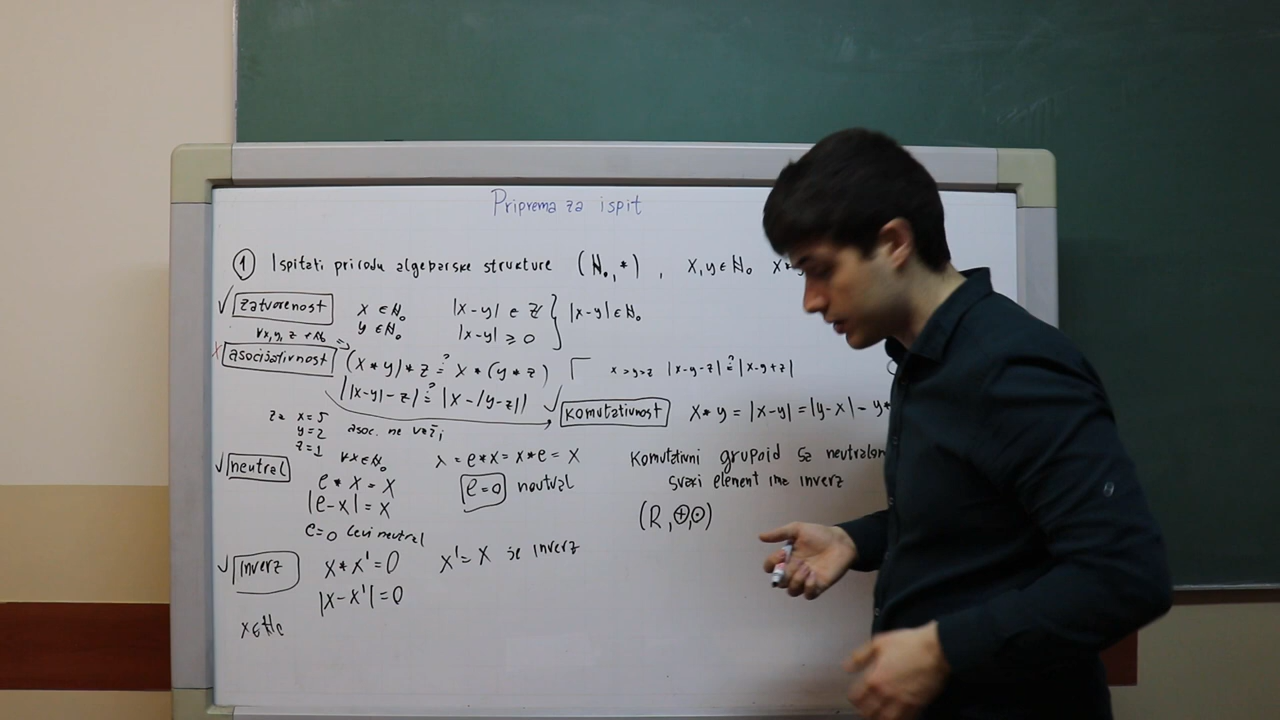 Priprema za ispit
① Ispitati prirodu algebarske strukture (N₀,*), x,y∈N₀ x*
✓ zatvorenost x∈N₀ |x-y|∈Z } |x-y|∈N₀
y∈N₀ |x-y|⩾0
∀x,y,z
x asocijativnost (x*y)*z ≟ x*(y*z) x>y>z |x-y-z| ≟ |x-y+z|
||x-y|-z| ≟ |x-|y-z||
✓ komutativnost x*y=|x-y|=|y-x|=y*
za x=5
y=2 asoc. ne važi
z=1
✓ neutral ∀x∈N₀ x=e*x=x*e=x
e*x=x e=0 neutral
|e-x|=x
e=0 levi neutral
komutativni grupoid sa neutralom
svaki element ima inverz
(R,⊕,⊙)
✓ inverz x*x'=0 x'=x je inverz
|x-x'|=0
x∈N₀